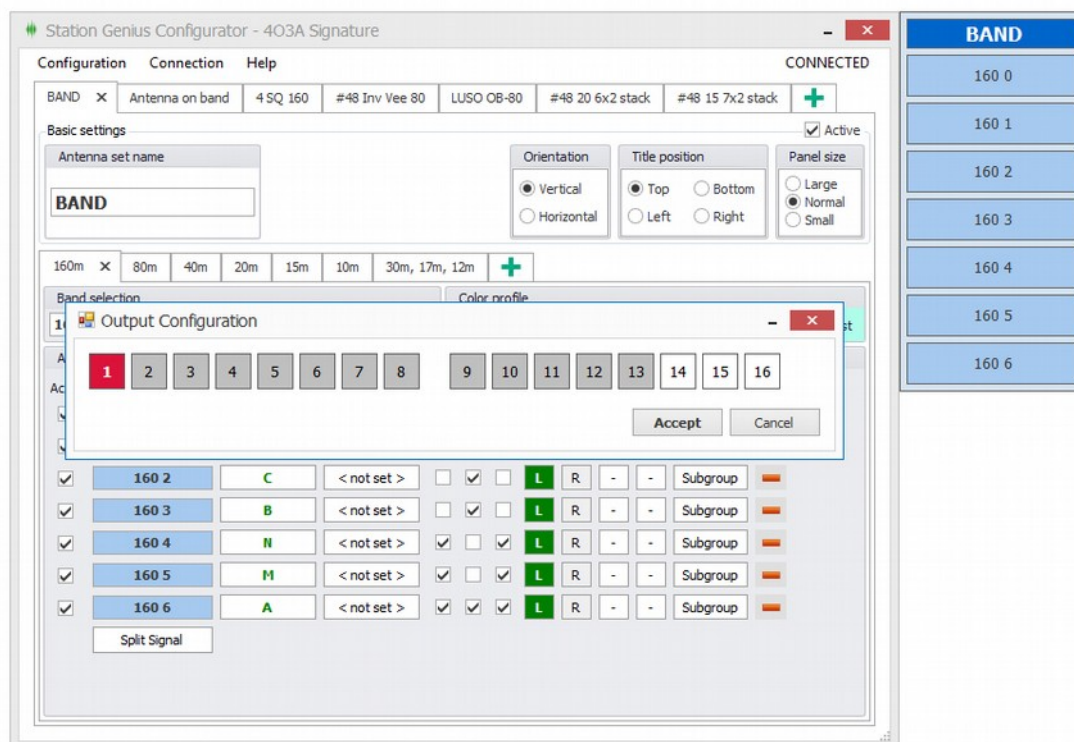 Station Genius Configurator - 4O3A Signature
Configuration Connection Help CONNECTED
BAND Antenna on band 4 SQ 160 #48 Inv Vee 80 LUSO OB-80 #48 20 6x2 stack #48 15 7x2 stack
Basic settings Active
Antenna set name Orientation Title position Panel size
BAND
Vertical Top Bottom Large
Normal
Horizontal Left Right Small
160m 80m 40m 20m 15m 10m 30m, 17m, 12m
Band selection Color profile
Output Configuration
1 2 3 4 5 6 7 8 9 10 11 12 13 14 15 16
Accept Cancel
160 2 C < not set > L R - - Subgroup
160 3 B < not set > L R - - Subgroup
160 4 N < not set > L R - - Subgroup
160 5 M < not set > L R - - Subgroup
160 6 A < not set > L R - - Subgroup
Split Signal
BAND
160 0
160 1
160 2
160 3
160 4
160 5
160 6